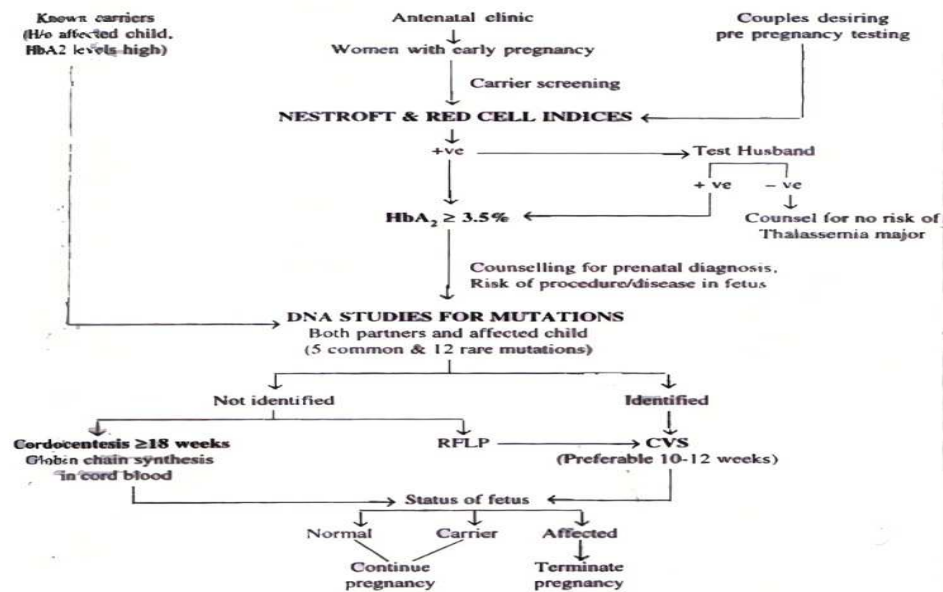 Known carriers
(H/o affected child,
HbA2 levels high)
Antenatal clinic
Women with early pregnancy
Couples desiring
pre pregnancy testing
Carrier screening
NESTROFT & RED CELL INDICES
+ve
Test Husband
+ ve
– ve
HbA2 ≥ 3.5%
Counsel for no risk of
Thalassemia major
Counselling for prenatal diagnosis,
Risk of procedure/disease in fetus
DNA STUDIES FOR MUTATIONS
Both partners and affected child
(5 common & 12 rare mutations)
Not identified
Identified
Cordocentesis ≥18 weeks
Globin chain synthesis
in cord blood
RFLP
CVS
(Preferable 10-12 weeks)
Status of fetus
Normal
Carrier
Affected
Continue
pregnancy
Terminate
pregnancy